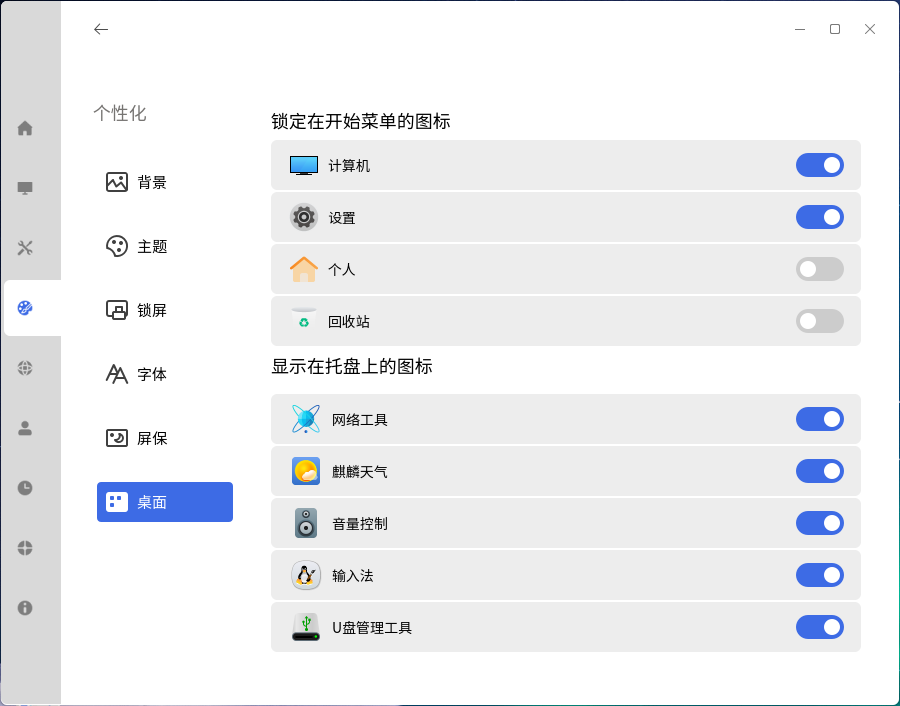 个性化
背景
主题
锁屏
字体
屏保
桌面
锁定在开始菜单的图标
计算机
设置
个人
回收站
显示在托盘上的图标
网络工具
麒麟天气
音量控制
输入法
U盘管理工具